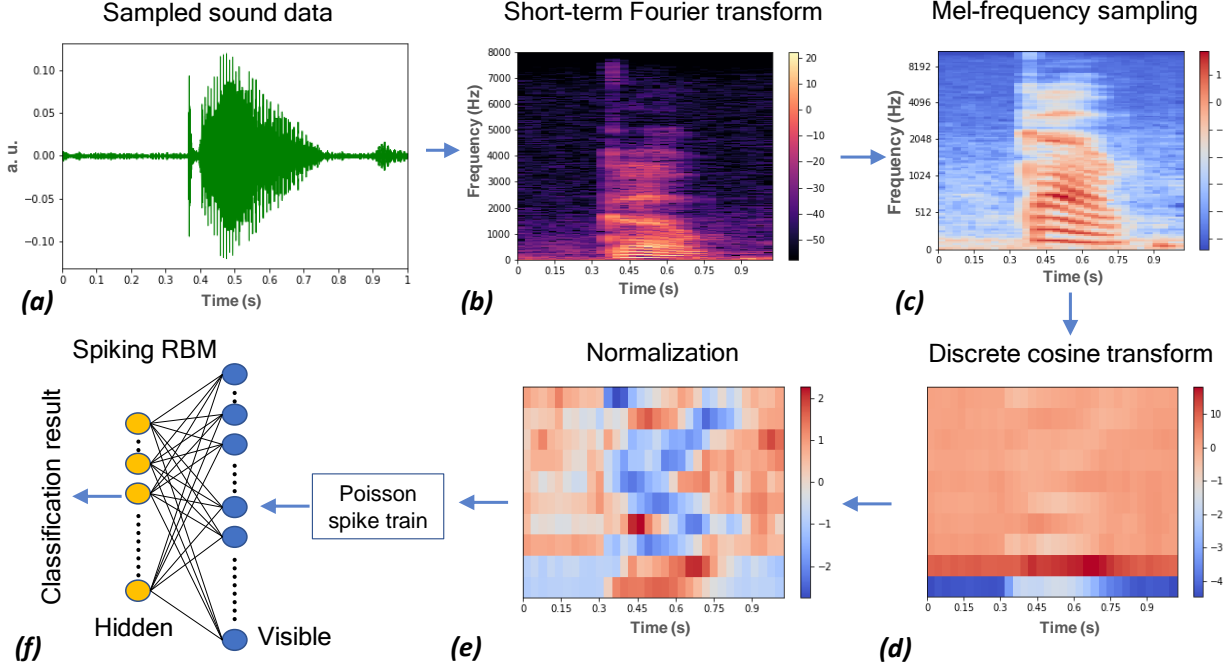 Sampled sound data
0.10
0.05
0.00
−0.05
−0.10
a. u.
0 0.1 0.2 0.3 0.4 0.5 0.6 0.7 0.8 0.9 1
Time (s)
(a)
Short-term Fourier transform
8000
7000
6000
5000
4000
3000
2000
1000
0
Frequency (Hz)
0 0.15 0.3 0.45 0.6 0.75 0.9
Time (s)
20
10
0
−10
−20
−30
−40
−50
(b)
Mel-frequency sampling
8192
4096
2048
1024
512
0
Frequency (Hz)
0 0.15 0.3 0.45 0.6 0.75 0.9
Time (s)
1
0
−
−
−
−
(c)
Discrete cosine transform
0 0.15 0.3 0.45 0.6 0.75 0.9
Time (s)
17
13
10
6
3
−1
−2
−3
−4
(d)
Normalization
0 0.15 0.3 0.45 0.6 0.75 0.9
Time (s)
2
1
0
−1
−2
(e)
Poisson
spike train
Spiking RBM
Classification result
Hidden
Visible
(f)